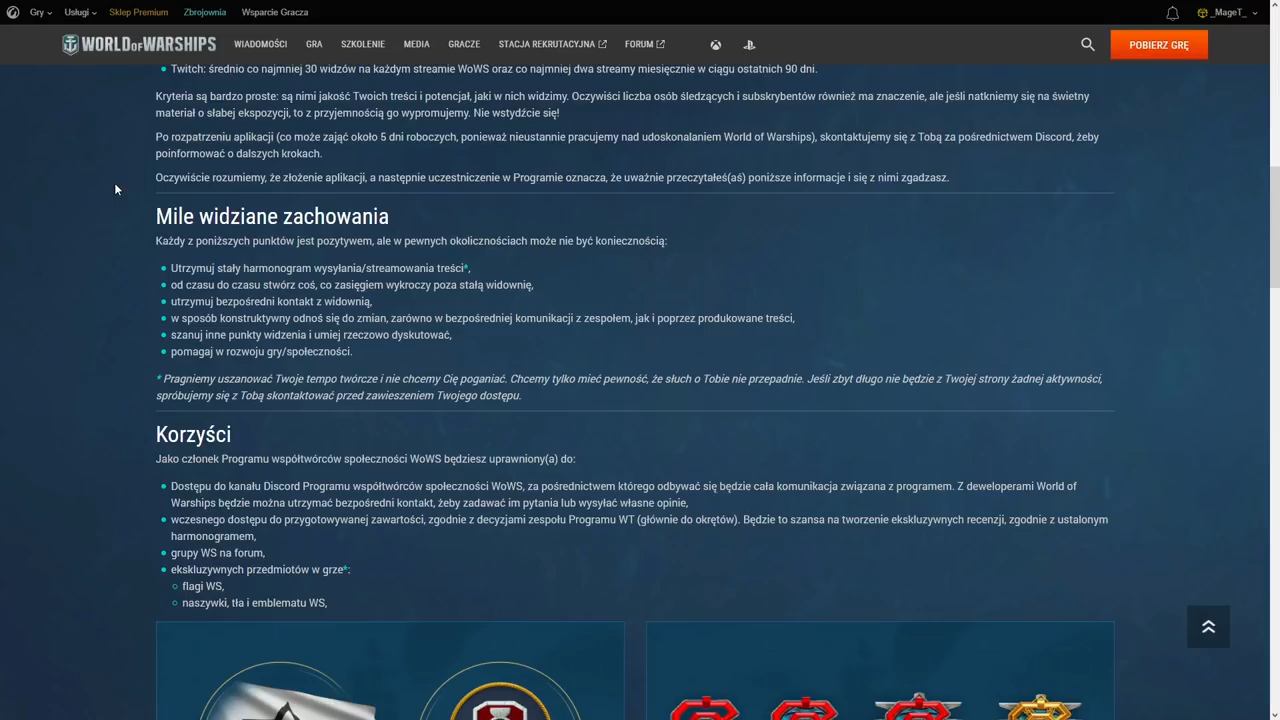 Gry Usługi Sklep Premium Zbrojownia Wsparcie Gracza _MageT_
WORLD OF WARSHIPS WIADOMOŚCI GRA SZKOLENIE MEDIA GRACZE STACJA REKRUTACYJNA FORUM POBIERZ GRĘ
Twitch: średnio co najmniej 30 widzów na każdym streamie WoWS oraz co najmniej dwa streamy miesięcznie w ciągu ostatnich 90 dni.
Kryteria są bardzo proste: są nimi jakość Twoich treści i potencjał, jaki w nich widzimy. Oczywiści liczba osób śledzących i subskrybentów również ma znaczenie, ale jeśli natkniemy się na świetny
materiał o słabej ekspozycji, to z przyjemnością go wypromujemy. Nie wstydźcie się!
Po rozpatrzeniu aplikacji (co może zająć około 5 dni roboczych, ponieważ nieustannie pracujemy nad udoskonalaniem World of Warships), skontaktujemy się z Tobą za pośrednictwem Discord, żeby
poinformować o dalszych krokach.
Oczywiście rozumiemy, że złożenie aplikacji, a następnie uczestniczenie w Programie oznacza, że uważnie przeczytałeś(aś) poniższe informacje i się z nimi zgadzasz.
Mile widziane zachowania
Każdy z poniższych punktów jest pozytywem, ale w pewnych okolicznościach może nie być koniecznością:
Utrzymuj stały harmonogram wysyłania/streamowania treści*,
od czasu do czasu stwórz coś, co zasięgiem wykroczy poza stałą widownię,
utrzymuj bezpośredni kontakt z widownią,
w sposób konstruktywny odnoś się do zmian, zarówno w bezpośredniej komunikacji z zespołem, jak i poprzez produkowane treści,
szanuj inne punkty widzenia i umiej rzeczowo dyskutować,
pomagaj w rozwoju gry/społeczności.
* Pragniemy uszanować Twoje tempo twórcze i nie chcemy Cię poganiać. Chcemy tylko mieć pewność, że słuch o Tobie nie przepadnie. Jeśli zbyt długo nie będzie z Twojej strony żadnej aktywności,
spróbujemy się z Tobą skontaktować przed zawieszeniem Twojego dostępu.
Korzyści
Jako członek Programu współtwórców społeczności WoWS będziesz uprawniony(a) do:
Dostępu do kanału Discord Programu współtwórców społeczności WoWS, za pośrednictwem którego odbywać się będzie cała komunikacja związana z programem. Z deweloperami World of
Warships będzie można utrzymać bezpośredni kontakt, żeby zadawać im pytania lub wysyłać własne opinie,
wczesnego dostępu do przygotowywanej zawartości, zgodnie z decyzjami zespołu Programu WT (głównie do okrętów). Będzie to szansa na tworzenie ekskluzywnych recenzji, zgodnie z ustalonym
harmonogramem,
grupy WS na forum,
ekskluzywnych przedmiotów w grze*:
flagi WS,
naszywki, tła i emblematu WS,